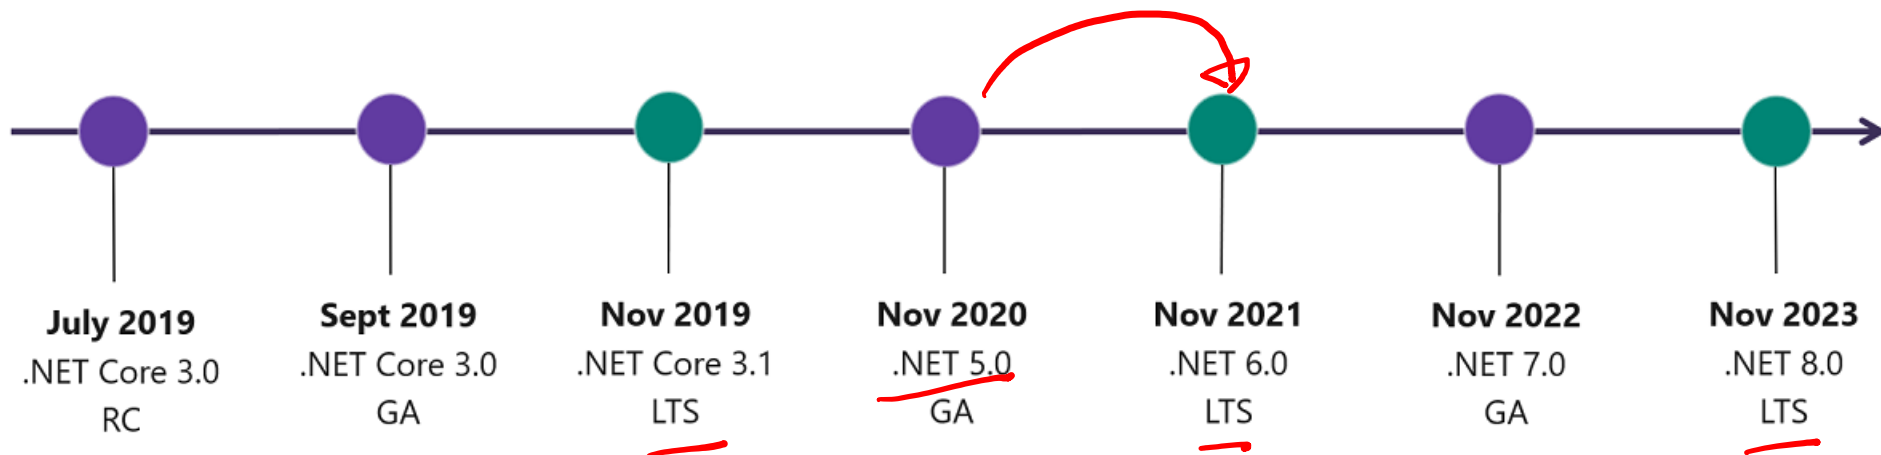 July 2019
.NET Core 3.0
RC
Sept 2019
.NET Core 3.0
GA
Nov 2019
.NET Core 3.1
LTS
Nov 2020
.NET 5.0
GA
Nov 2021
.NET 6.0
LTS
Nov 2022
.NET 7.0
GA
Nov 2023
.NET 8.0
LTS